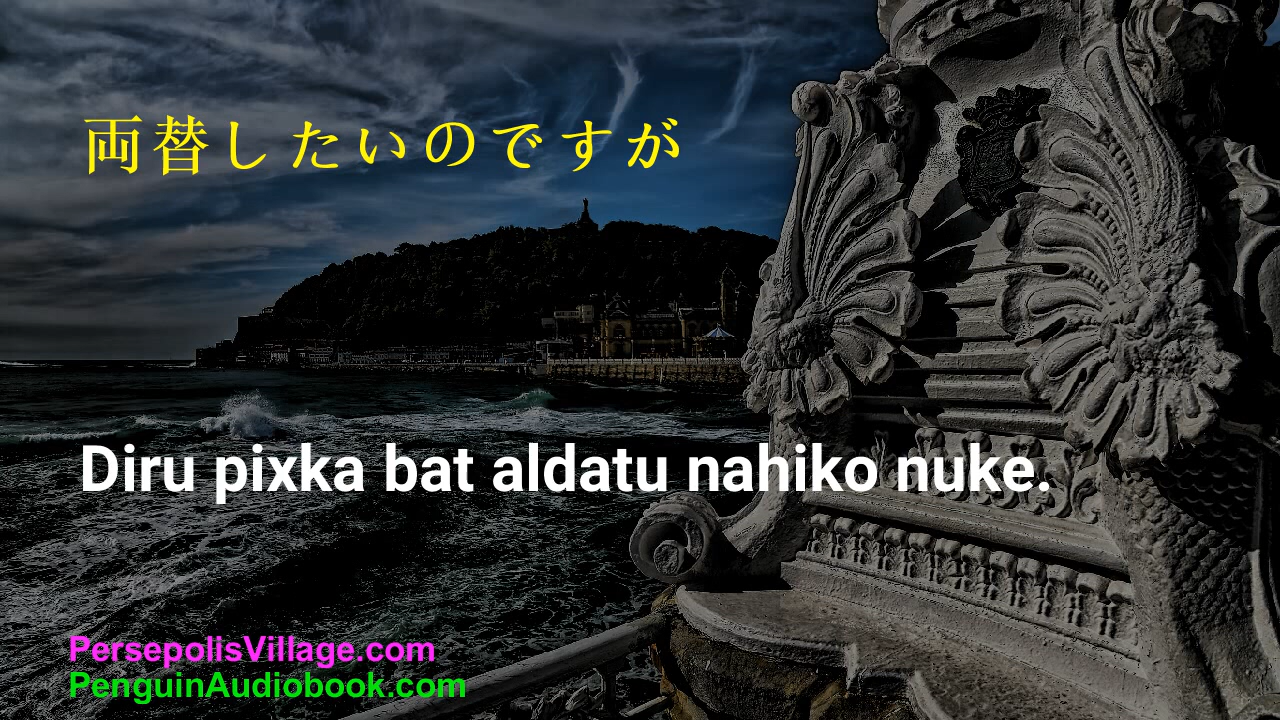 両替したいのですが
Diru pixka bat aldatu nahiko nuke.
PersepolisVillage.com
PenguinAudiobook.com